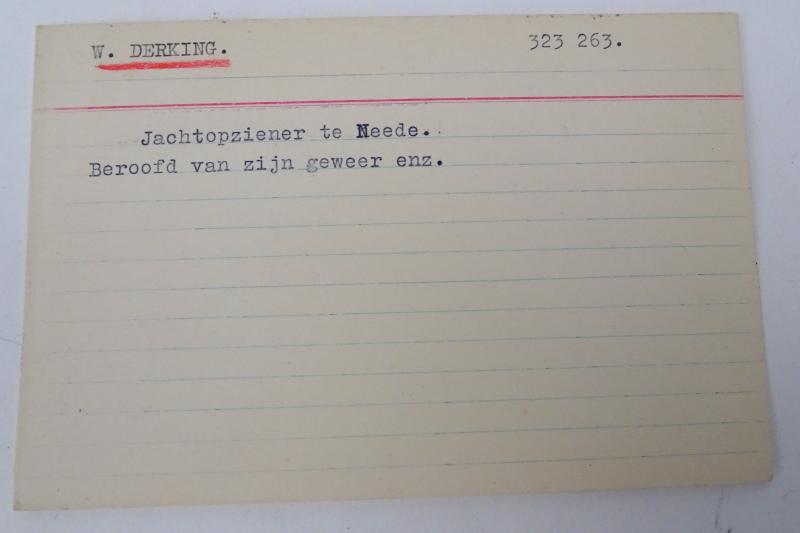 W. DERKING. 323 263.
Jachtopziener te Neede.
Beroofd van zijn geweer enz.